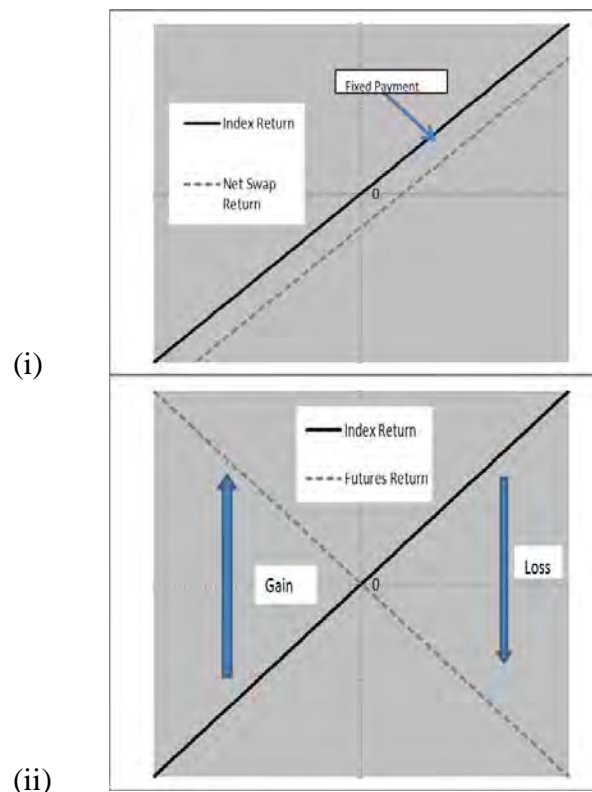 Fixed Payment
Index Return
Net Swap
Return
0
(i)
Index Return
Futures Return
Gain
0
Loss
(ii)